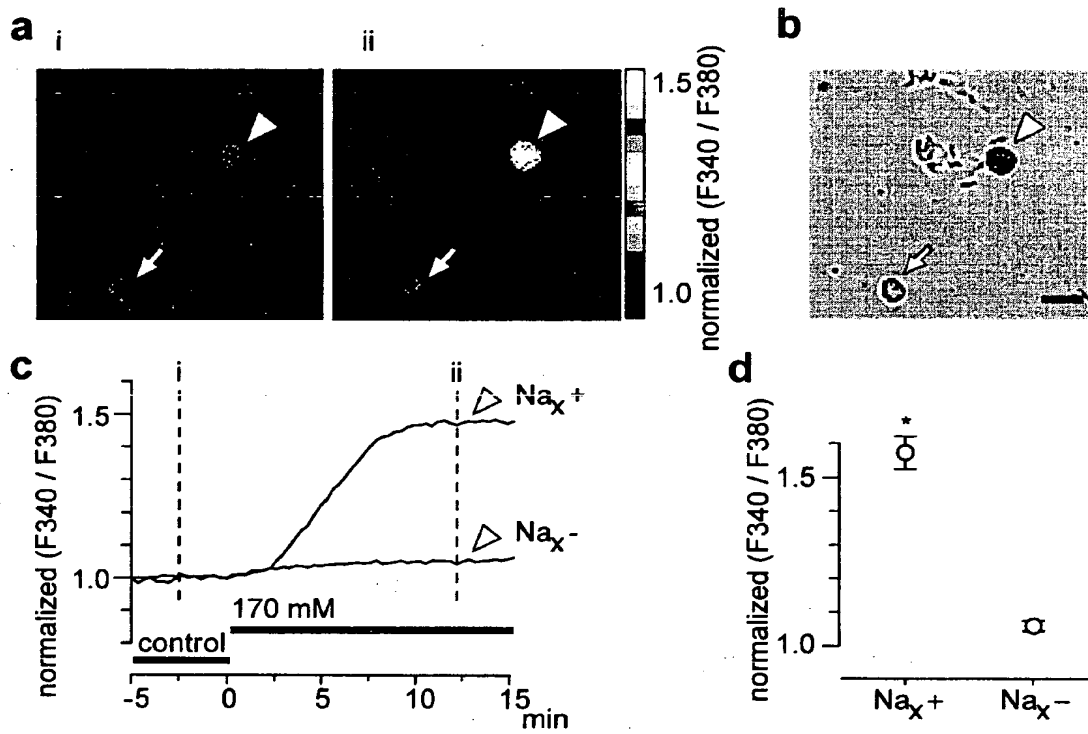 a
i
ii
1.5
1.0
normalized (F340 / F380)
b
c
normalized (F340 / F380)
1.5
1.0
i
ii
Nax+
Nax−
170 mM
control
-5
0
5
10
15
min
d
normalized (F340 / F380)
1.5
1.0
*
Nax+
Nax−